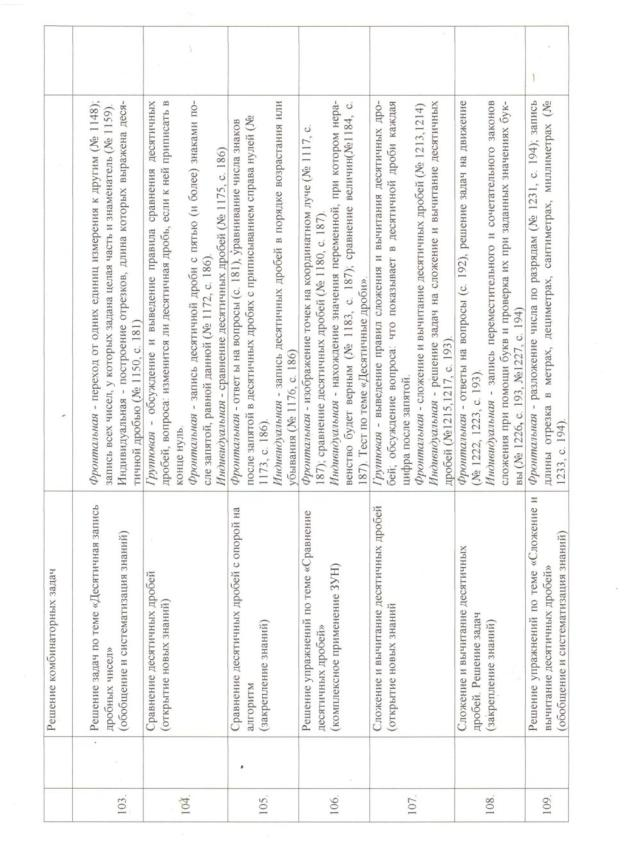 Решение комбинаторных задач
103.
Решение задач по теме «Десятичная запись
дробных чисел»
(обобщение и систематизация знаний)
Фронтальная - переход от одних единиц измерения к другим (№ 1148);
запись всех чисел, у которых задана целая часть и знаменатель (№ 1159).
Индивидуальная - построение отрезков, длина которых выражена деся-
тичной дробью (№ 1150, с. 181)
104.
Сравнение десятичных дробей
(открытие новых знаний)
Групповая - обсуждение и выведение правила сравнения десятичных
дробей, вопроса: изменится ли десятичная дробь, если к ней приписать в
конце нуль.
Фронтальная - запись десятичной дроби с пятью (и более) знаками по-
сле запятой, равной данной (№ 1172, с. 186).
Индивидуальная - сравнение десятичных дробей (№ 1175, с. 186)
105.
Сравнение десятичных дробей с опорой на
алгоритм
(закрепление знаний)
Фронтальная - ответы на вопросы (с. 181), уравнивание числа знаков
после запятой в десятичных дробях с приписыванием справа нулей (№
1173, с. 186).
Индивидуальная - запись десятичных дробей в порядке возрастания или
убывания (№ 1176, с. 186)
106.
Решение упражнений по теме «Сравнение
десятичных дробей»
(комплексное применение ЗУН)
Фронтальная - изображение точек на координатном луче (№ 1117, с.
187), сравнение десятичных дробей (№ 1180, с. 187).
Индивидуальная - нахождение значения переменной, при котором нера-
венство будет верным (№ 1183, с. 187), сравнение величин(№1184, с.
187). Тест по теме «Десятичные дроби».
107.
Сложение и вычитание десятичных дробей
(открытие новых знаний
Групповая - выведение правил сложения и вычитания десятичных дро-
бей; обсуждение вопроса: что показывает в десятичной дроби каждая
цифра после запятой.
Фронтальная - сложение и вычитание десятичных дробей (№ 1213,1214)
Индивидуальная - решение задач на сложение и вычитание десятичных
дробей (№1215,1217, с. 193).
108.
Сложение и вычитание десятичных
дробей. Решение задач
(закрепление знаний)
Фронтальная - ответы на вопросы (с. 192), решение задач на движение
(№ 1222, 1223, с. 193).
Индивидуальная - запись переместительного и сочетательного законов
сложения при помощи букв и проверка их при заданных значениях бук-
вы (№ 1226, с. 193, №1227, с. 194)
109.
Решение упражнений по теме «Сложение и
вычитание десятичных дробей»
(обобщение и систематизация знаний)
Фронтальная - разложение числа по разрядам (№ 1231, с. 194); запись
длины отрезка в метрах, дециметрах, сантиметрах, миллиметрах (№
1233, с. 194).